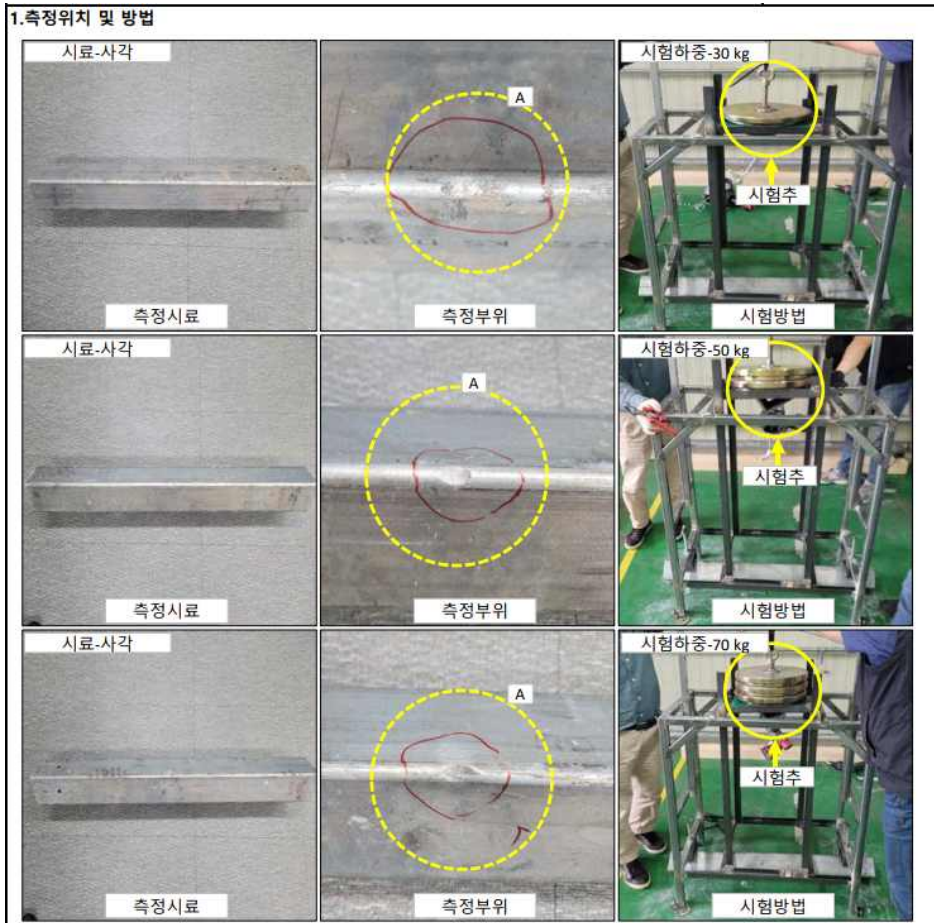 1.측정위치 및 방법
시료-사각
측정시료
A
측정부위
시험하중-30 kg
시험추
시험방법
시료-사각
측정시료
A
측정부위
시험하중-50 kg
시험추
시험방법
시료-사각
측정시료
A
측정부위
시험하중-70 kg
시험추
시험방법